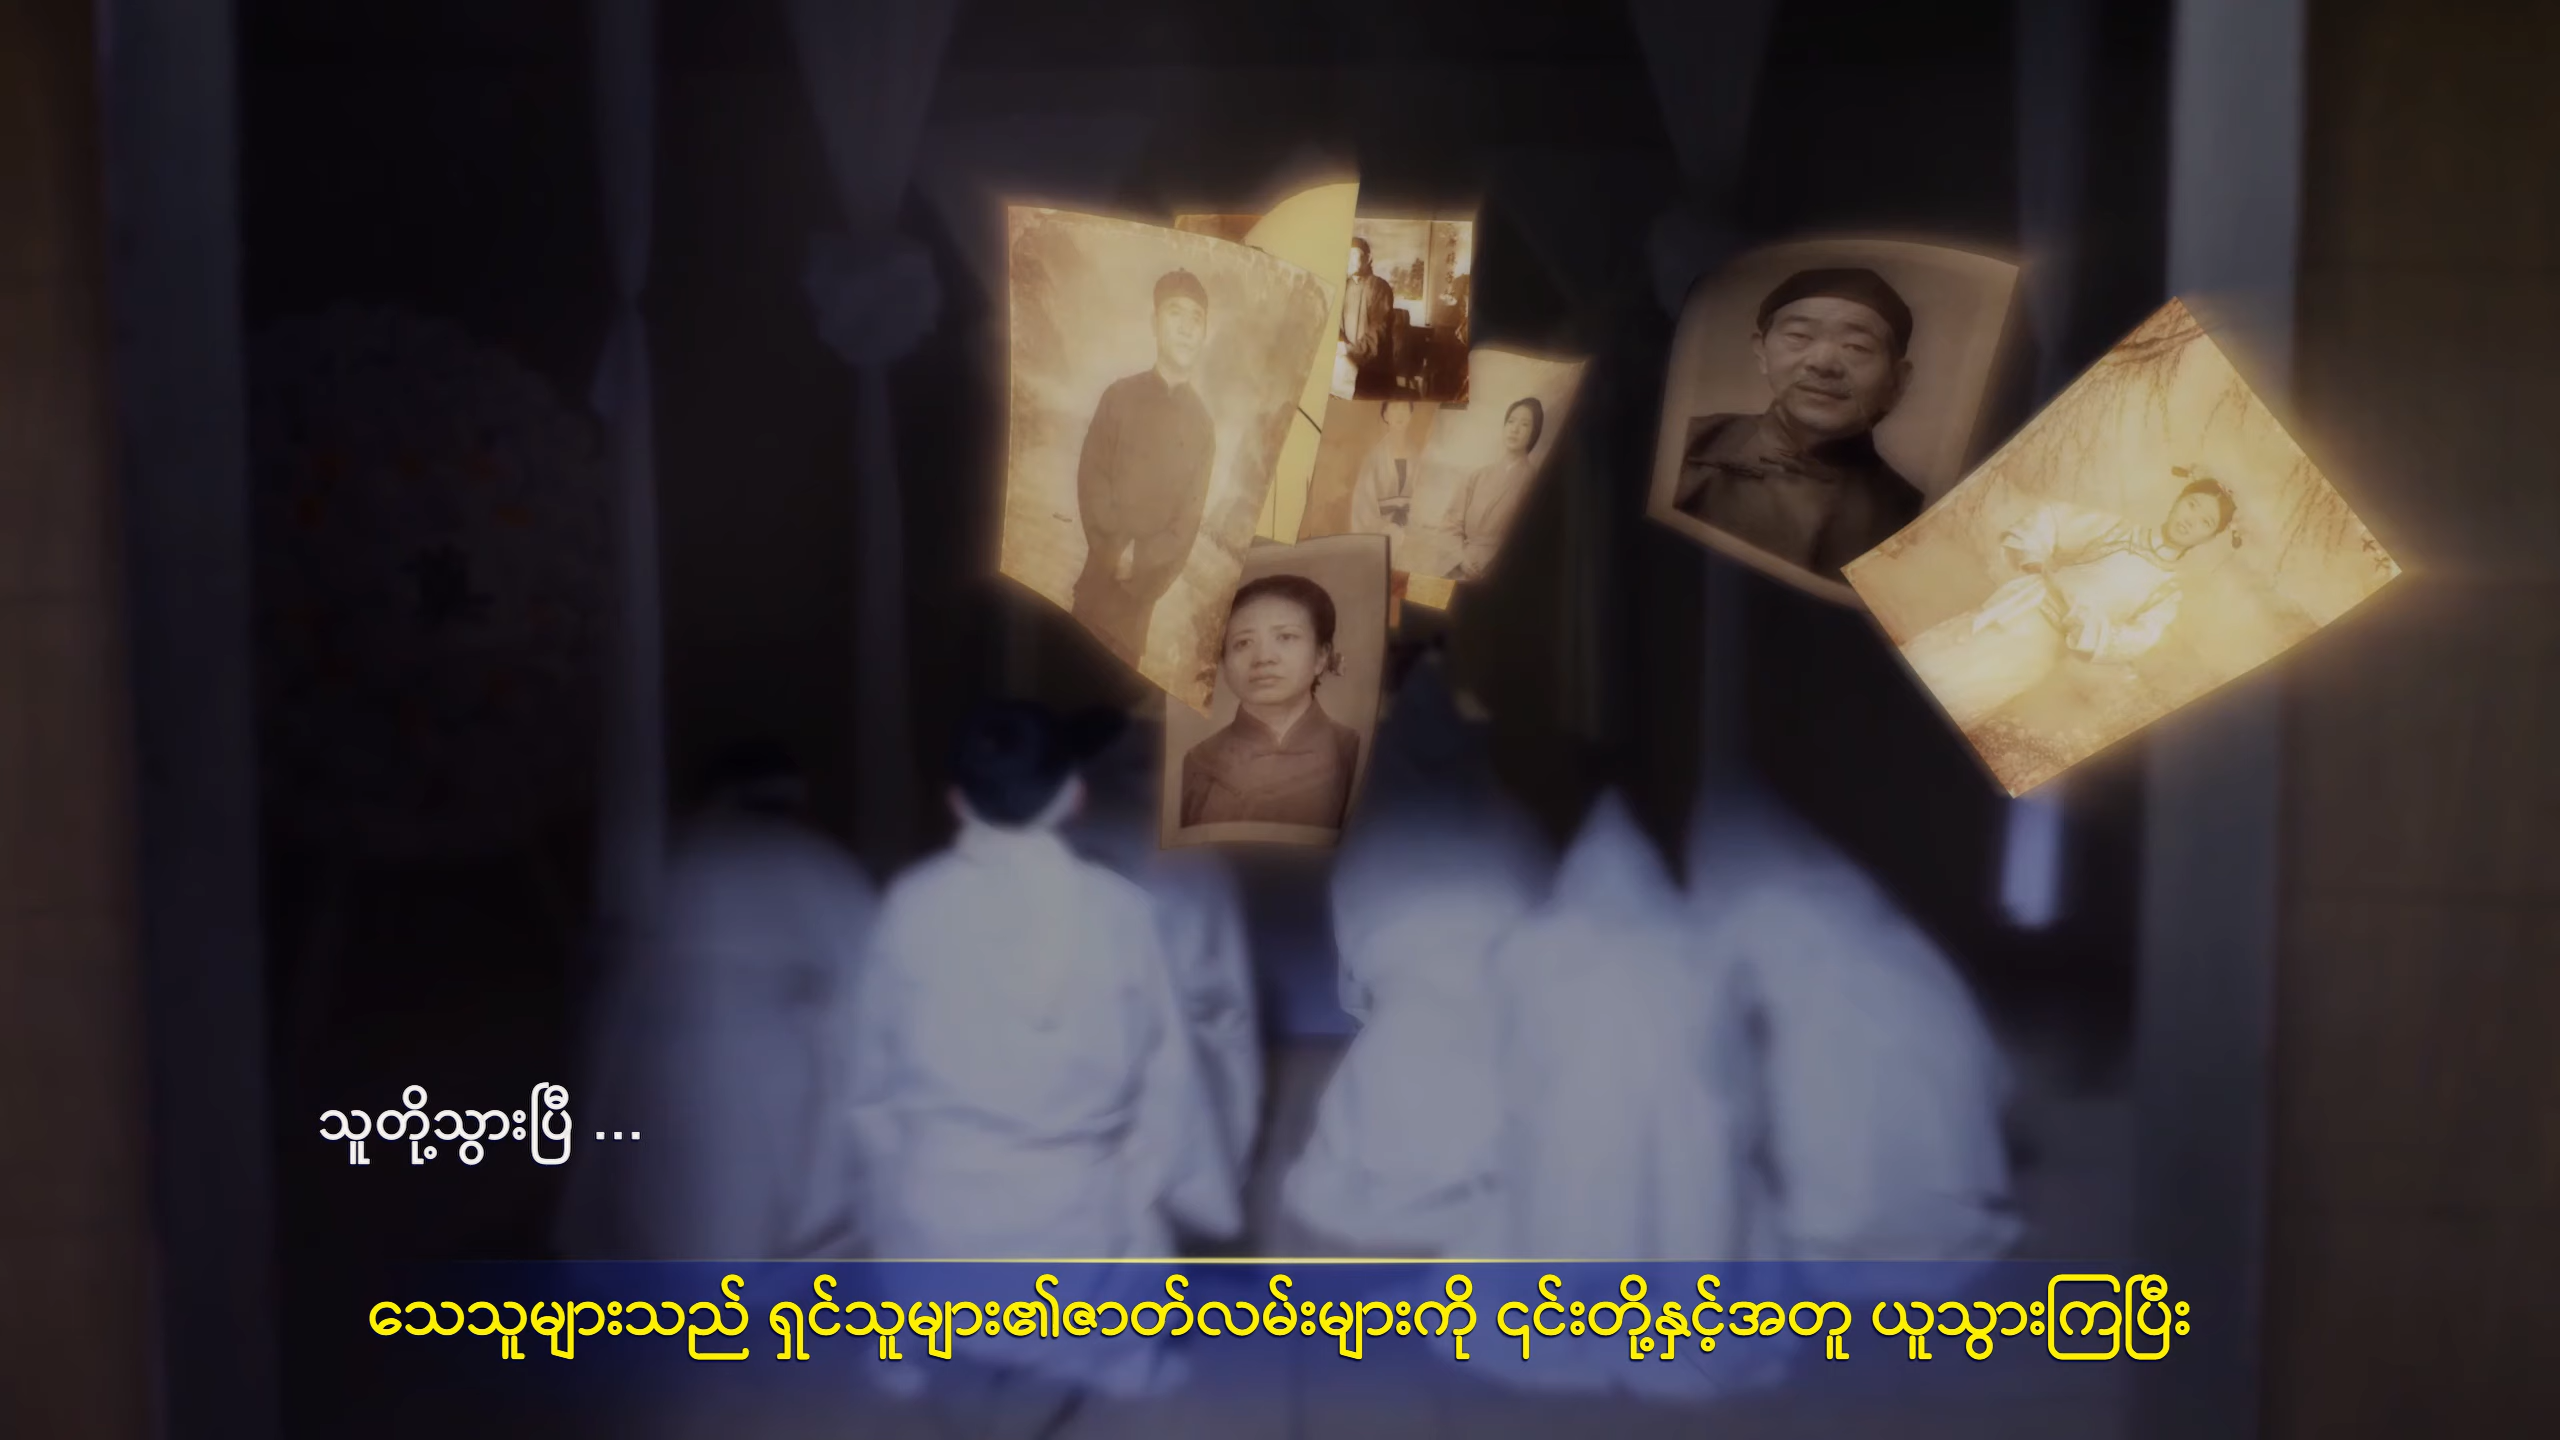 သူတို့သွားပြီ ...
သေသူများသည် ရှင်သူများ၏ဇာတ်လမ်းများကို ၎င်းတို့နှင့်အတူ ယူသွားကြပြီး